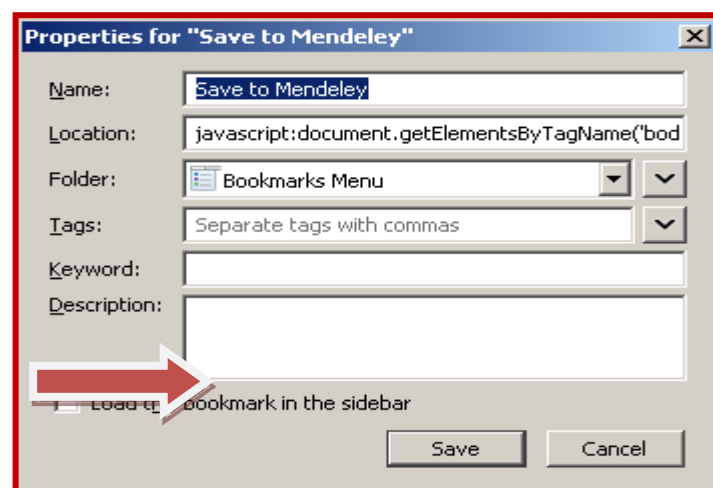 Properties for "Save to Mendeley"
Name: Save to Mendeley
Location: javascript:document.getElementsByTagName('bod
Folder: Bookmarks Menu
Tags: Separate tags with commas
Keyword:
Description:
Load bookmark in the sidebar
Save Cancel